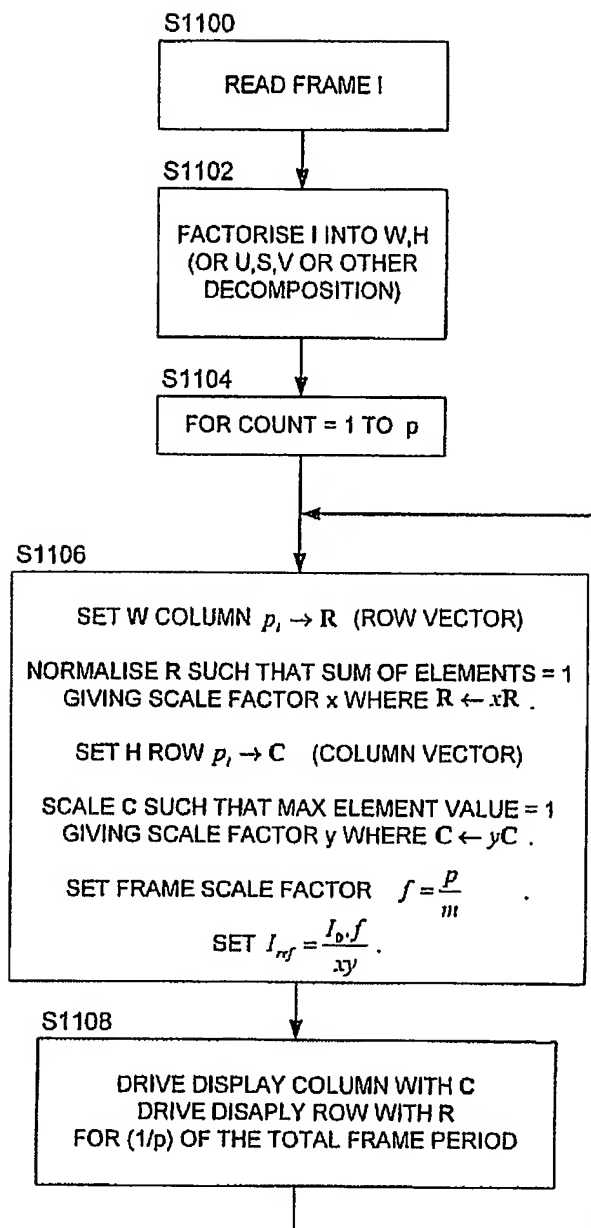 S1100
READ FRAME I
S1102
FACTORISE I INTO W,H
(OR U,S,V OR OTHER
DECOMPOSITION)
S1104
FOR COUNT = 1 TO p
S1106
SET W COLUMN p_i → R (ROW VECTOR)
NORMALISE R SUCH THAT SUM OF ELEMENTS = 1
GIVING SCALE FACTOR x WHERE R ← xR .
SET H ROW p_i → C (COLUMN VECTOR)
SCALE C SUCH THAT MAX ELEMENT VALUE = 1
GIVING SCALE FACTOR y WHERE C ← yC .
SET FRAME SCALE FACTOR f = p/m .
SET I_ref = I_0.f/xy .
S1108
DRIVE DISPLAY COLUMN WITH C
DRIVE DISAPLY ROW WITH R
FOR (1/p) OF THE TOTAL FRAME PERIOD